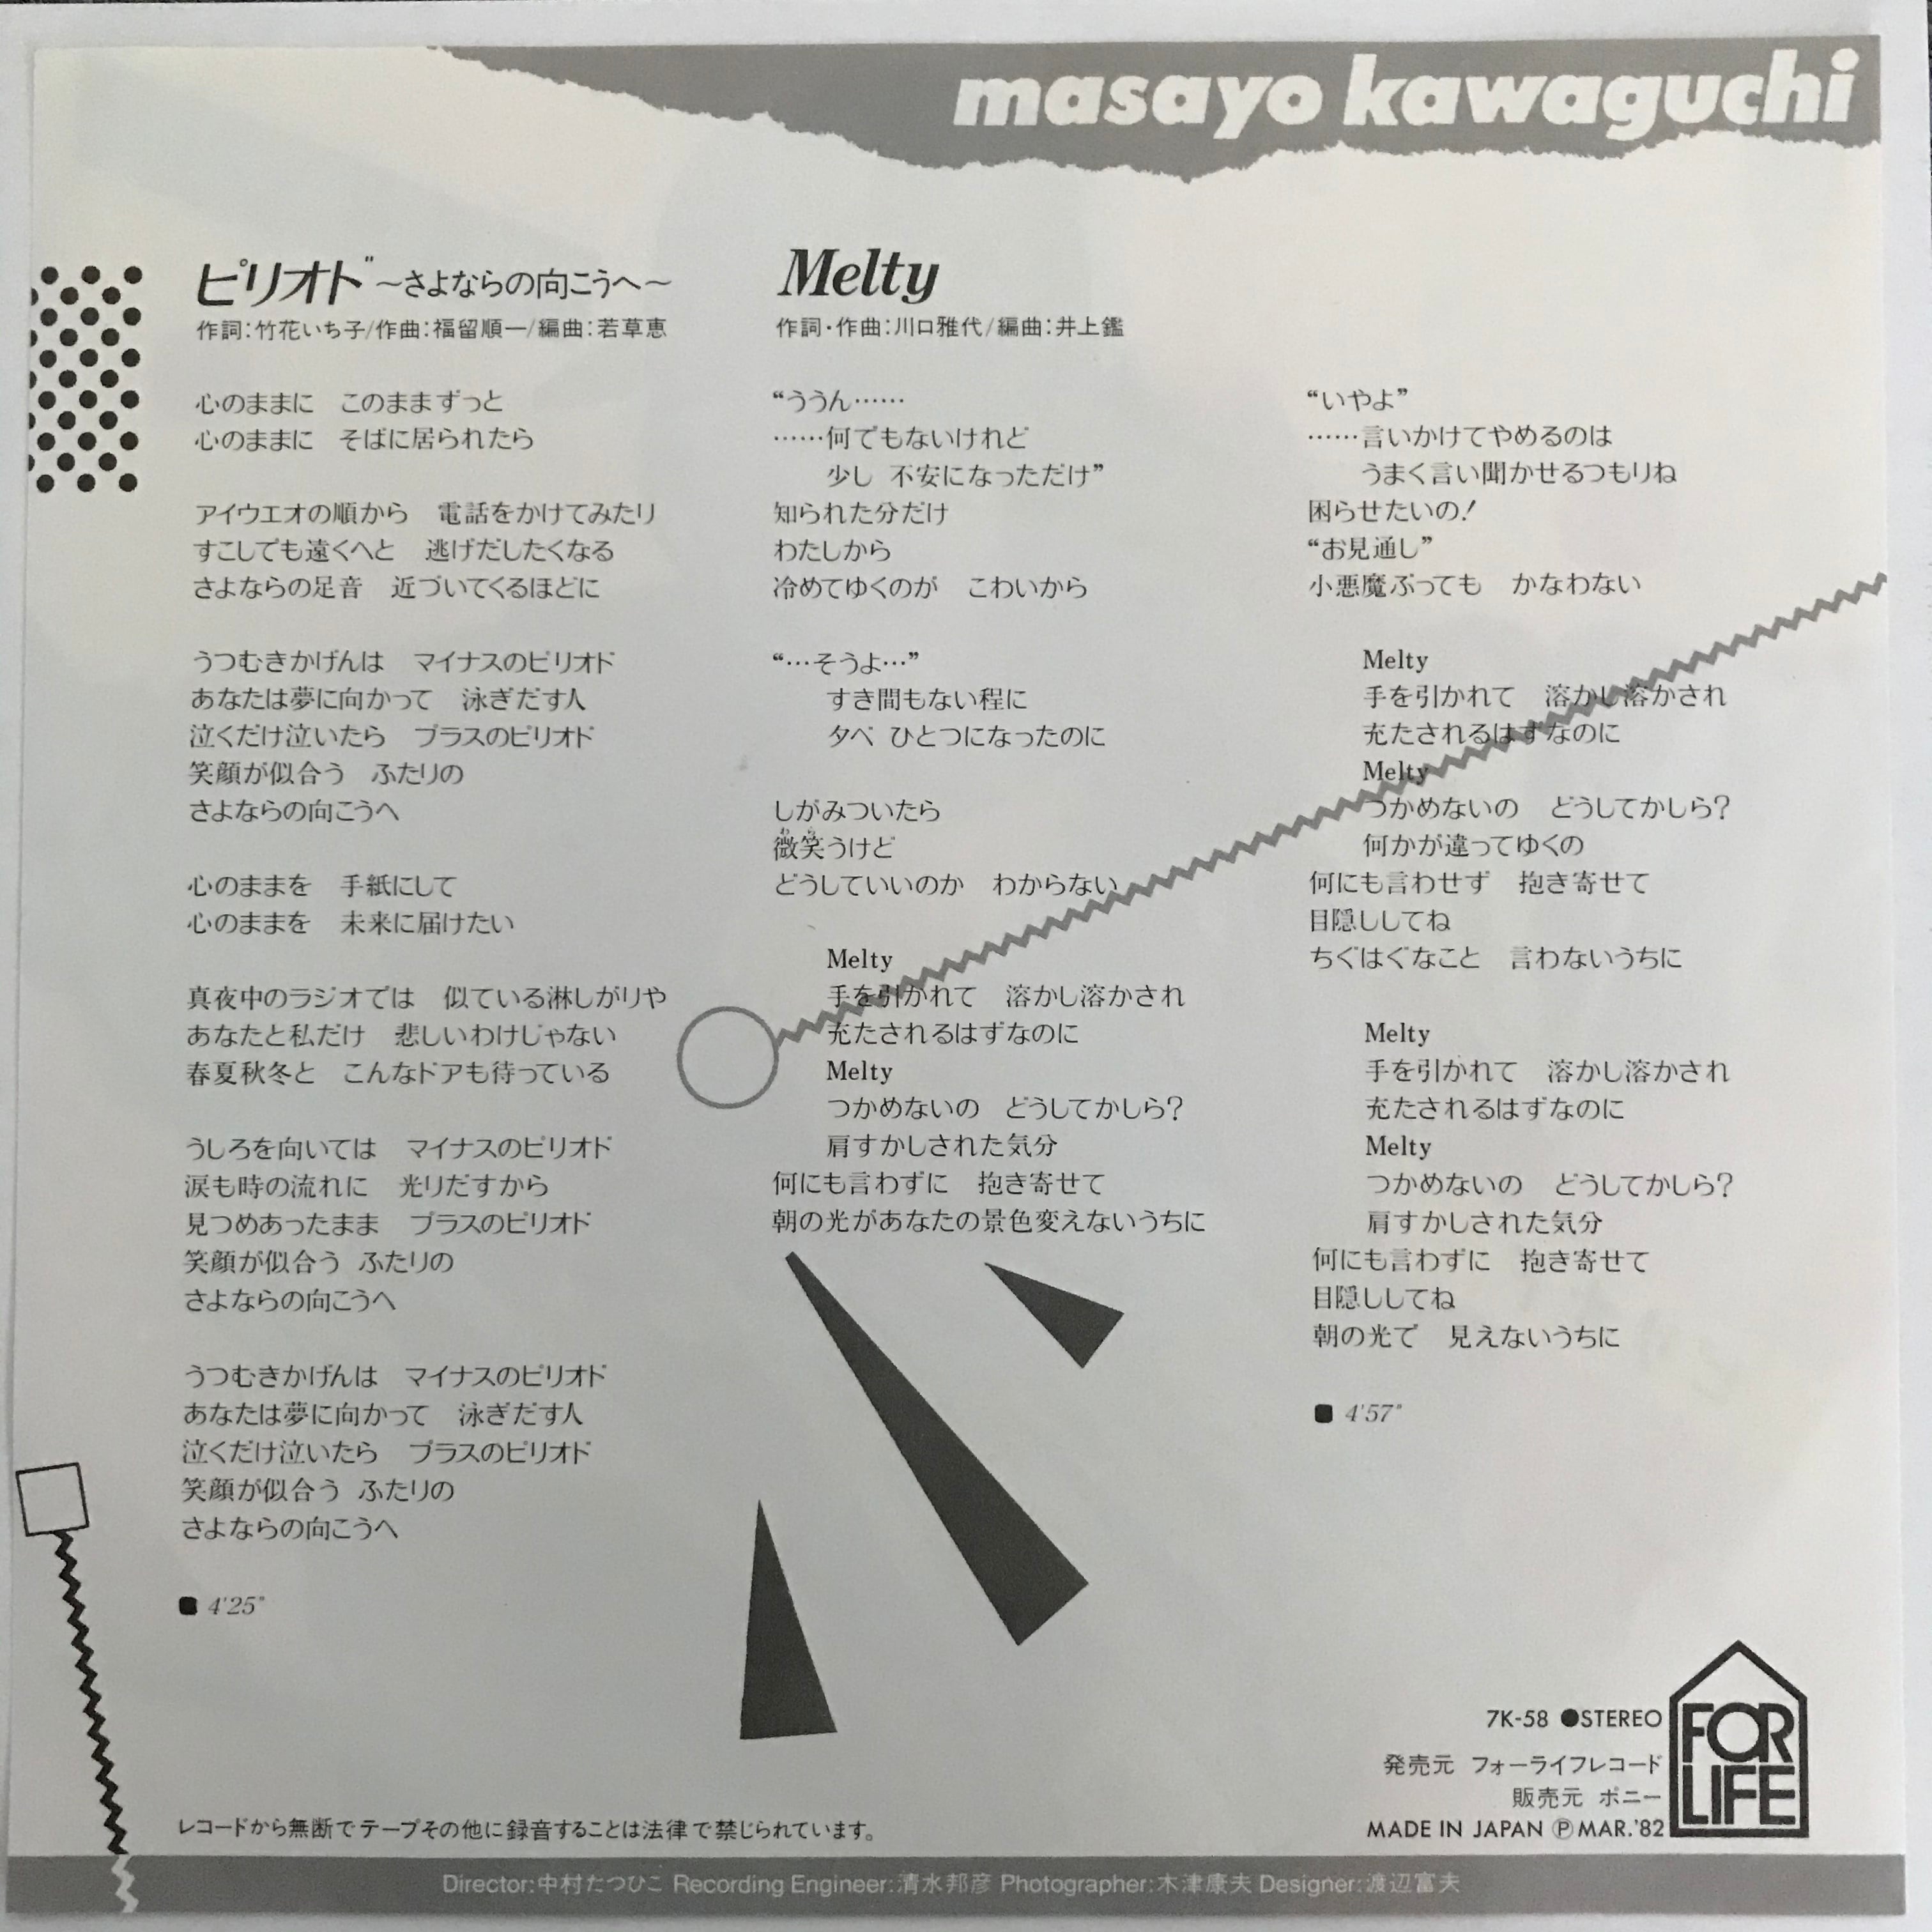 masayo kawaguchi
ピリオド〜さよならの向こうへ〜
作詞:竹花いち子/作曲:福留順一/編曲:若草恵
心のままに　このままずっと
心のままに　そばに居られたら
アイウエオの順から　電話をかけてみたり
すこしでも遠くへと　逃げだしたくなる
さよならの足音　近づいてくるほどに
うつむきかげんは　マイナスのピリオド
あなたは夢に向かって　泳ぎだす人
泣くだけ泣いたら　プラスのピリオド
笑顔が似合う　ふたりの
さよならの向こうへ
心のままを　手紙にして
心のままを　未来に届けたい
真夜中のラジオでは　似ている淋しがりや
あなたと私だけ　悲しいわけじゃない
春夏秋冬と　こんなドアも待っている
うしろを向いては　マイナスのピリオド
涙も時の流れに　光りだすから
見つめあったまま　プラスのピリオド
笑顔が似合う ふたりの
さよならの向こうへ
うつむきかげんは　マイナスのピリオド
あなたは夢に向かって　泳ぎだす人
泣くだけ泣いたら　プラスのピリオド
笑顔が似合う ふたりの
さよならの向こうへ
■ 4'25"
Melty
作詞・作曲:川口雅代/編曲:井上鑑
“ううん……
……何でもないけれど
少し 不安になっただけ”
知られた分だけ
わたしから
冷めてゆくのが　こわいから
“…そうよ…”
すき間もない程に
夕べ ひとつになったのに
しがみついたら
微笑うけど
どうしていいのか　わからない
Melty
手を引かれて　溶かし溶かされ
充たされるはずなのに
Melty
つかめないの　どうしてかしら?
肩すかしされた気分
何にも言わずに　抱き寄せて
朝の光があなたの景色変えないうちに
“いやよ”
……言いかけてやめるのは
うまく言い聞かせるつもりね
困らせたいの!
“お見通し”
小悪魔ぶっても　かなわない
Melty
手を引かれて　溶かし溶かされ
充たされるはずなのに
Melty
つかめないの　どうしてかしら?
何かが違ってゆくの
何にも言わせず　抱き寄せて
目隠ししてね
ちぐはぐなこと　言わないうちに
Melty
手を引かれて　溶かし溶かされ
充たされるはずなのに
Melty
つかめないの　どうしてかしら?
肩すかしされた気分
何にも言わずに　抱き寄せて
目隠ししてね
朝の光で　見えないうちに
■ 4'57"
7K-58 ●STEREO
発売元 フォーライフレコード
販売元 ポニー
MADE IN JAPAN Ⓟ MAR.'82
FOR
LIFE
レコードから無断でテープその他に録音することは法律で禁じられています。
Director:中村たつひこ Recording Engineer:清水邦彦 Photographer:木津康夫 Designer:渡辺富夫